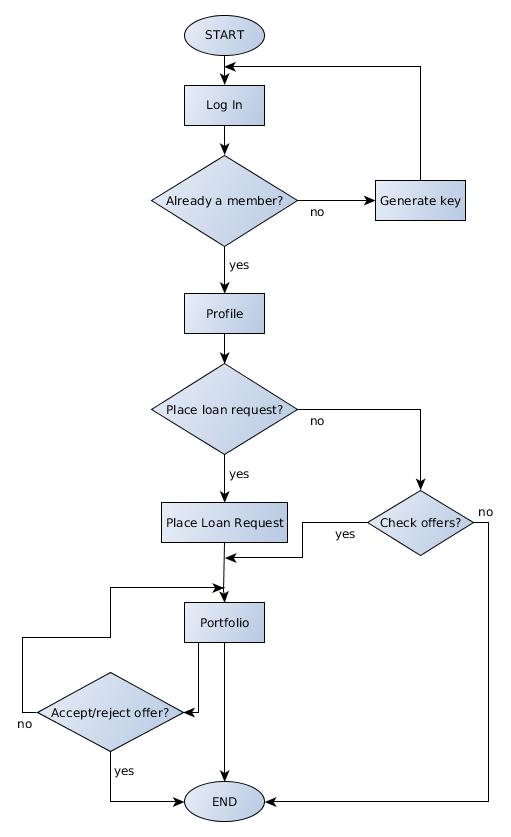 START
Log In
Already a member?
no
Generate key
yes
Profile
Place loan request?
no
yes
Place Loan Request
Check offers?
no
yes
Portfolio
Accept/reject offer?
no
yes
END